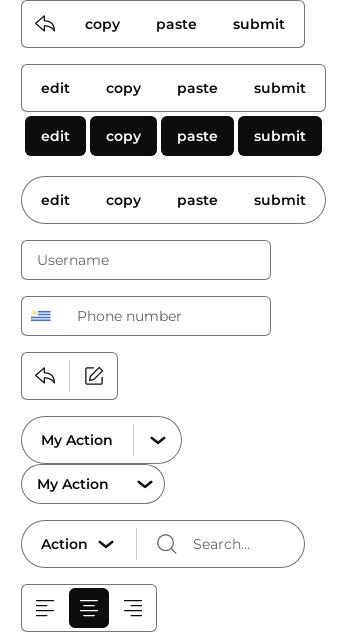 copy paste submit
edit copy paste submit
edit copy paste submit
edit copy paste submit
Username
Phone number
My Action
My Action
Action Search...